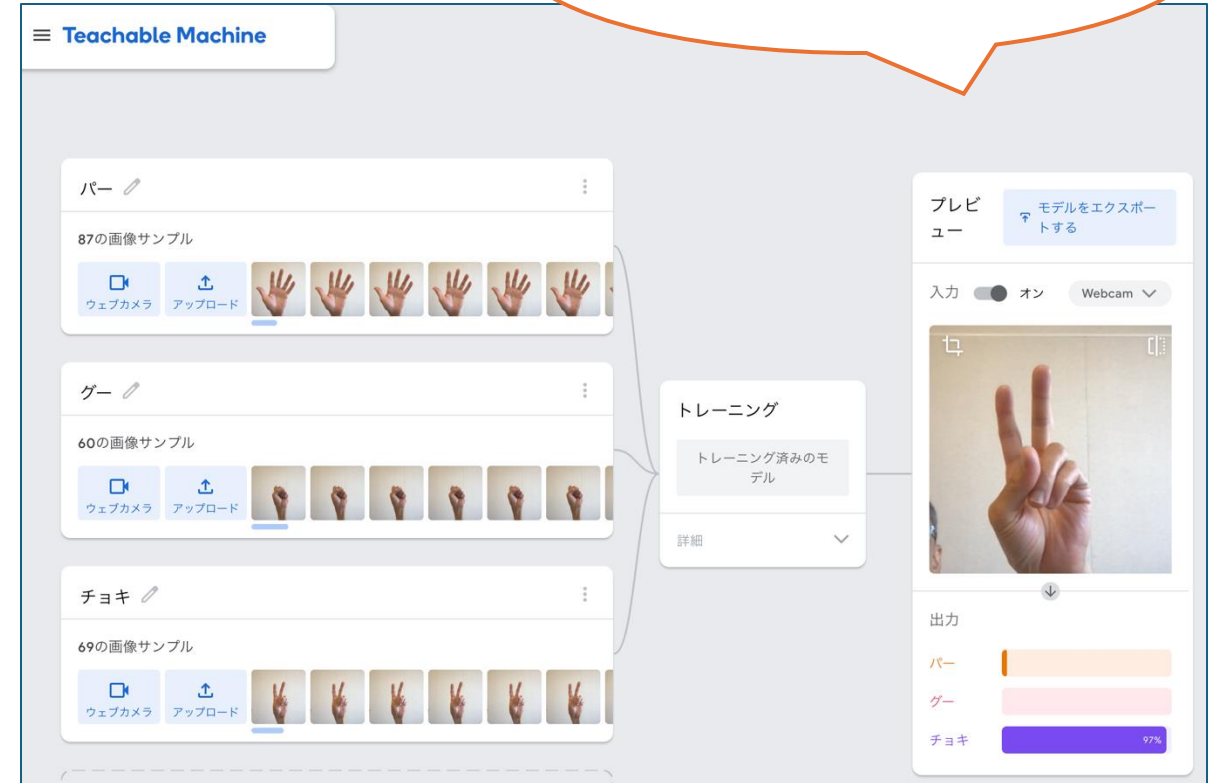 Teachable Machine
パー
87の画像サンプル
ウェブカメラ
アップロード
グー
60の画像サンプル
ウェブカメラ
アップロード
チョキ
69の画像サンプル
ウェブカメラ
アップロード
トレーニング
トレーニング済みのモ
デル
詳細
プレビ
ュー
モデルをエクスポー
トする
入力
オン
Webcam
出力
パー
グー
チョキ
97%